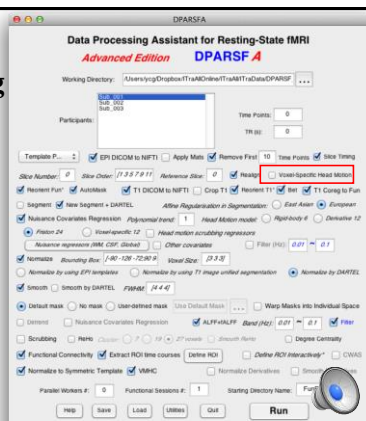 DPARSFA
Data Processing Assistant for Resting-State fMRI
Advanced Edition DPARSF A
Working Directory: /Users/ycg/Dropbox/ITraAllOnline/ITraAll/ITraData/DPARSF ...
Sub_001
Sub_002
Sub_003
Participants:
Time Points: 0
TR (s): 0
Template P... EPI DICOM to NIFTI Apply Mats Remove First 10 Time Points Slice Timing
Slice Number: 0 Slice Order: [1 3 5 7 9 11 Reference Slice: 0 Realign Voxel-Specific Head Motion
Reorient Fun* AutoMask T1 DICOM to NIFTI Crop T1 Reorient T1* Bet T1 Coreg to Fun
Segment New Segment + DARTEL Affine Regularisation in Segmentation: East Asian European
Nuisance Covariates Regression Polynomial trend: 1 Head Motion model: Rigid-body 6 Derivative 12
Friston 24 Voxel-specific 12 Head motion scrubbing regressors
Nuisance regressors (WM, CSF, Global) Other covariates Filter (Hz): 0.01 ~ 0.1
Normalize Bounding Box: [-90 -126 -72;90 9 Voxel Size: [3 3 3]
Normalize by using EPI templates Normalize by using T1 image unified segmentation Normalize by DARTEL
Smooth Smooth by DARTEL FWHM: [4 4 4]
Default mask No mask User-defined mask Use Default Mask ... Warp Masks into Individual Space
Detrend Nuisance Covariates Regression ALFF+fALFF Band (Hz): 0.01 ~ 0.1 Filter
Scrubbing ReHo Cluster: 7 19 27 voxels Smooth ReHo Degree Centrality
Functional Connectivity Extract ROI time courses Define ROI Define ROI Interactively* CWAS
Normalize to Symmetric Template VMHC Normalize Derivatives Smooth
Parallel Workers #: 0 Functional Sessions #: 1 Starting Directory Name:
Help Save Load Utilities Quit Run